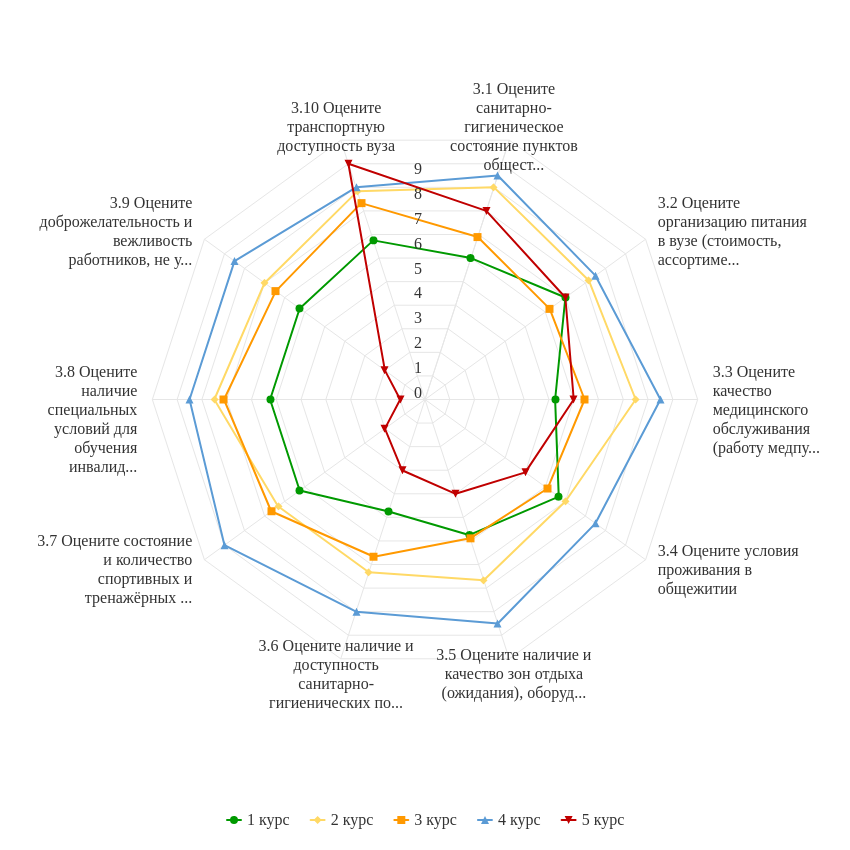 3.1 Оцените
санитарно-
гигиеническое
состояние пунктов
общест...
3.10 Оцените
транспортную
доступность вуза
9
8
7
6
5
4
3
2
1
0
3.9 Оцените
доброжелательность и
вежливость
работников, не у...
3.2 Оцените
организацию питания
в вузе (стоимость,
ассортиме...
3.8 Оцените
наличие
специальных
условий для
обучения
инвалид...
3.3 Оцените
качество
медицинского
обслуживания
(работу медпу...
3.7 Оцените состояние
и количество
спортивных и
тренажёрных ...
3.4 Оцените условия
проживания в
общежитии
3.6 Оцените наличие и
доступность
санитарно-
гигиенических по...
3.5 Оцените наличие и
качество зон отдыха
(ожидания), оборуд...
1 курс 2 курс 3 курс 4 курс 5 курс